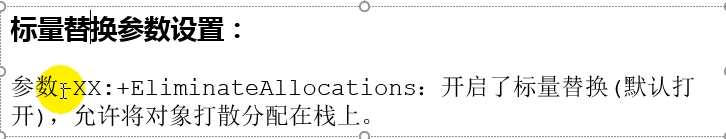 标量替换参数设置：
参数-XX:+EliminateAllocations：开启了标量替换(默认打
开)，允许将对象打散分配在栈上。